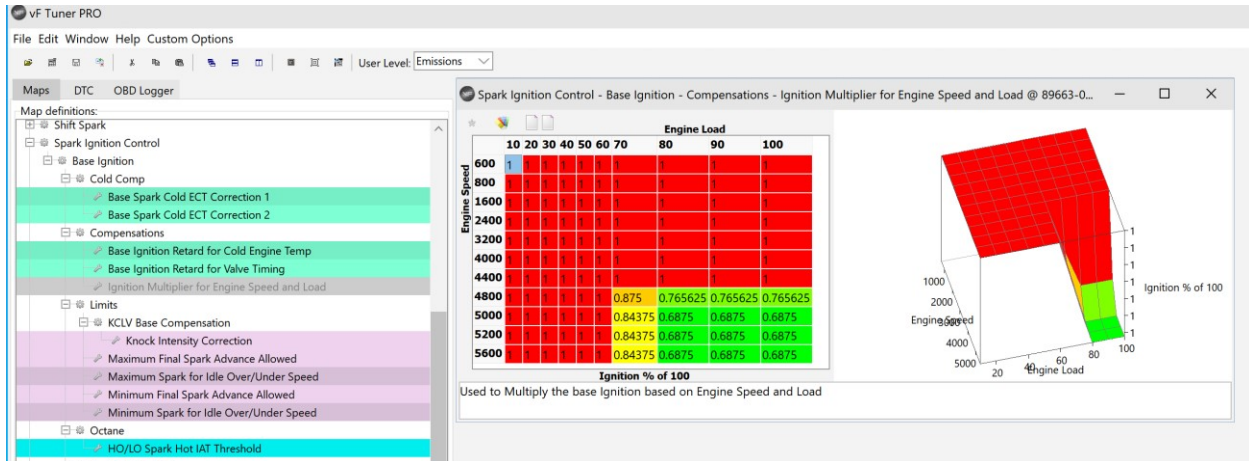 vF Tuner PRO
File Edit Window Help Custom Options
User Level: Emissions
Maps DTC OBD Logger
Map definitions:
Shift Spark
Spark Ignition Control
Base Ignition
Cold Comp
Base Spark Cold ECT Correction 1
Base Spark Cold ECT Correction 2
Compensations
Base Ignition Retard for Cold Engine Temp
Base Ignition Retard for Valve Timing
Ignition Multiplier for Engine Speed and Load
Limits
KCLV Base Compensation
Knock Intensity Correction
Maximum Final Spark Advance Allowed
Maximum Spark for Idle Over/Under Speed
Minimum Final Spark Advance Allowed
Minimum Spark for Idle Over/Under Speed
Octane
HO/LO Spark Hot IAT Threshold
Spark Ignition Control - Base Ignition - Compensations - Ignition Multiplier for Engine Speed and Load @ 89663-0...
Engine Load
10 20 30 40 50 60 70 80 90 100
Engine Speed
600 1 1 1 1 1 1 1 1 1 1
800 1 1 1 1 1 1 1 1 1 1
1600 1 1 1 1 1 1 1 1 1 1
2400 1 1 1 1 1 1 1 1 1 1
3200 1 1 1 1 1 1 1 1 1 1
4000 1 1 1 1 1 1 1 1 1 1
4400 1 1 1 1 1 1 1 1 1 1
4800 1 1 1 1 1 1 0.875 0.765625 0.765625 0.765625
5000 1 1 1 1 1 1 0.84375 0.6875 0.6875 0.6875
5200 1 1 1 1 1 1 0.84375 0.6875 0.6875 0.6875
5600 1 1 1 1 1 1 0.84375 0.6875 0.6875 0.6875
Ignition % of 100
Used to Multiply the base Ignition based on Engine Speed and Load
1
1
1
1
1
1
1
Ignition % of 100
1000
2000
3000
4000
5000
Engine Speed
20 40 60 80 100
Engine Load